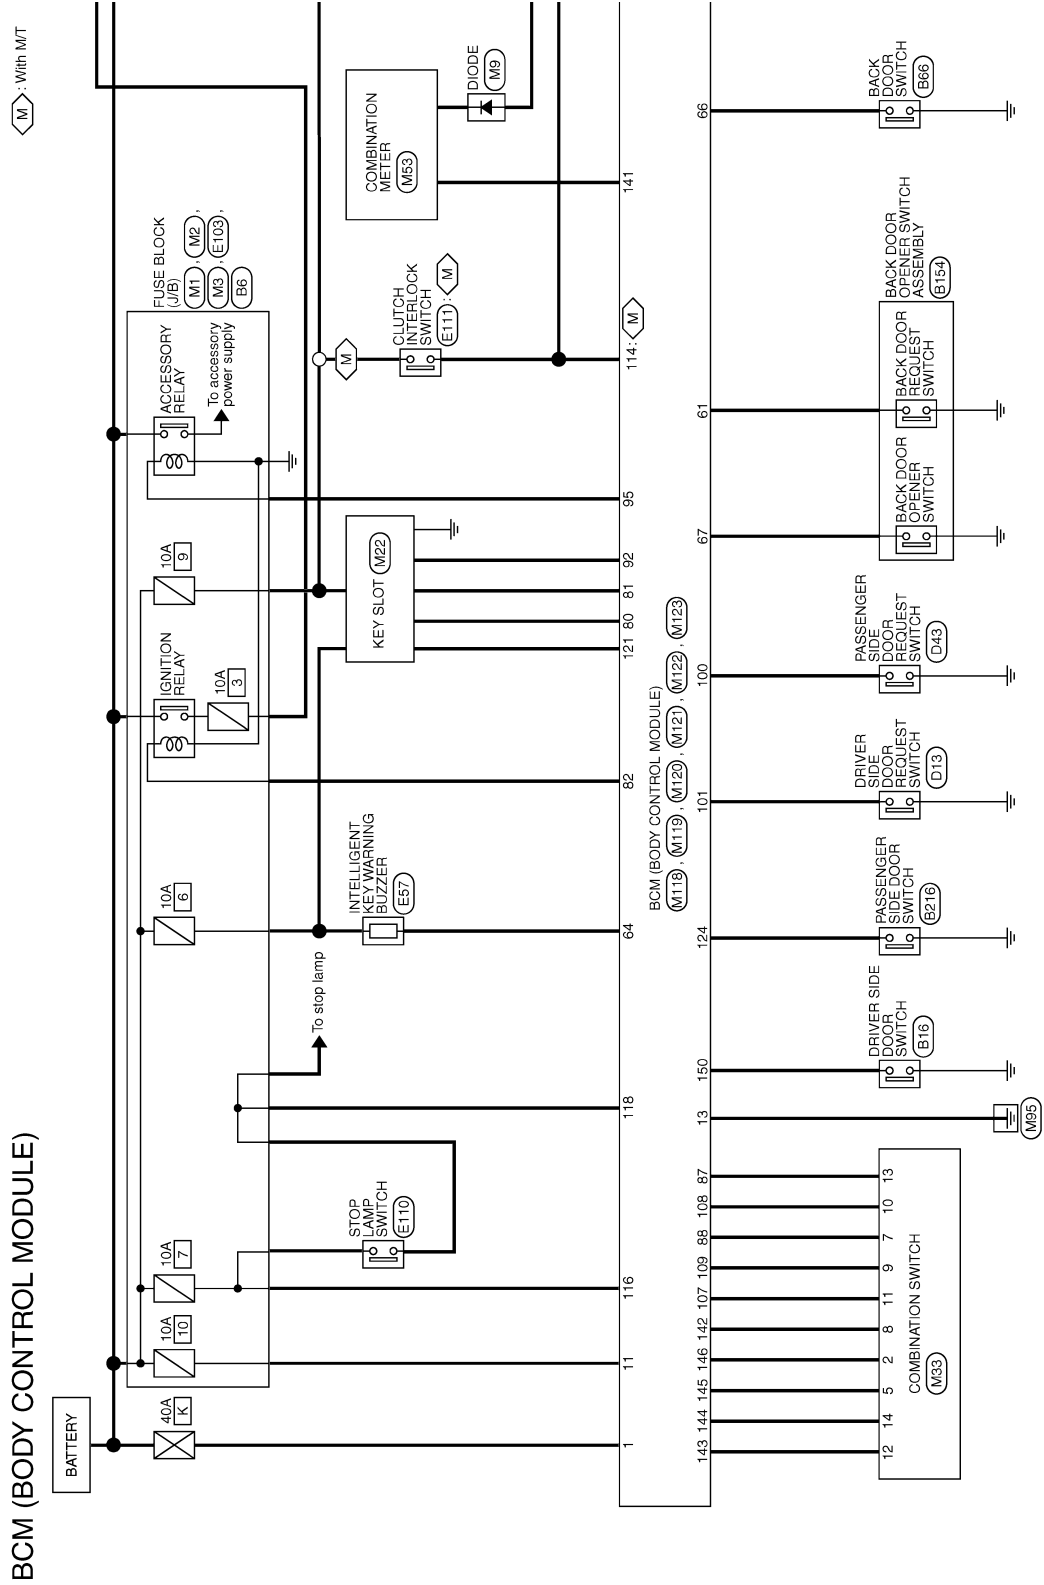 BCM (BODY CONTROL MODULE)
M : With M/T
BATTERY
40A
K
10A
10
10A
7
10A
6
IGNITION
RELAY
10A
3
10A
9
ACCESSORY
RELAY
To accessory
power supply
FUSE BLOCK
(J/B)
M1 , M2 ,
M3 , E103 ,
B6
STOP
LAMP
SWITCH
E110
To stop lamp
INTELLIGENT
KEY WARNING
BUZZER
E57
KEY SLOT M22
M
CLUTCH
INTERLOCK
SWITCH
E111 : M
COMBINATION
METER
M53
DIODE
M9
1
11
116
118
64
82
121
80
81
92
95
114 : M
141
BCM (BODY CONTROL MODULE)
M118 , M119 , M120 , M121 , M122 , M123
143
144
145
146
142
107
109
88
108
87
13
150
124
101
100
67
61
66
12
14
5
2
8
11
9
7
10
13
COMBINATION SWITCH
M33
M95
DRIVER SIDE
DOOR
SWITCH
B16
PASSENGER
SIDE DOOR
SWITCH
B216
DRIVER
SIDE
DOOR
REQUEST
SWITCH
D13
PASSENGER
SIDE
DOOR
REQUEST
SWITCH
D43
BACK DOOR
OPENER
SWITCH
BACK DOOR
REQUEST
SWITCH
BACK DOOR
OPENER SWITCH
ASSEMBLY
B154
BACK
DOOR
SWITCH
B66